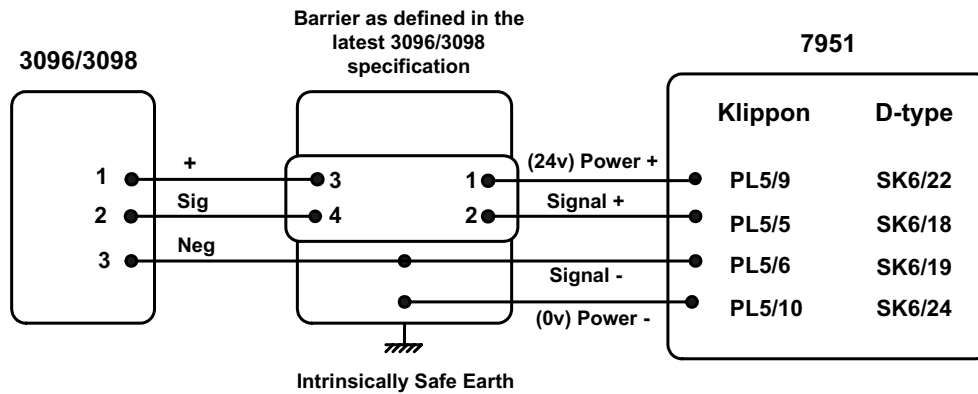 Barrier as defined in the
latest 3096/3098
specification
3096/3098
7951
Klippon D-type
1 + 3 1 (24v) Power + PL5/9 SK6/22
2 Sig 4 2 Signal + PL5/5 SK6/18
3 Neg Signal - PL5/6 SK6/19
(0v) Power - PL5/10 SK6/24
Intrinsically Safe Earth